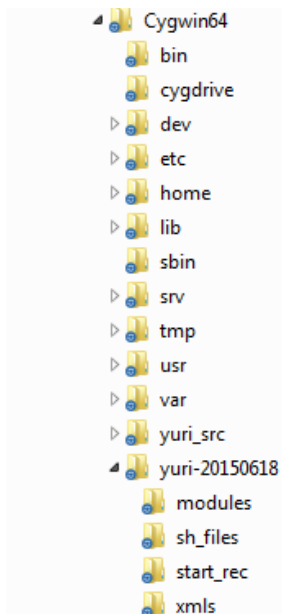 Cygwin64
bin
cygdrive
dev
etc
home
lib
sbin
srv
tmp
usr
var
yuri_src
yuri-20150618
modules
sh_files
start_rec
xmls